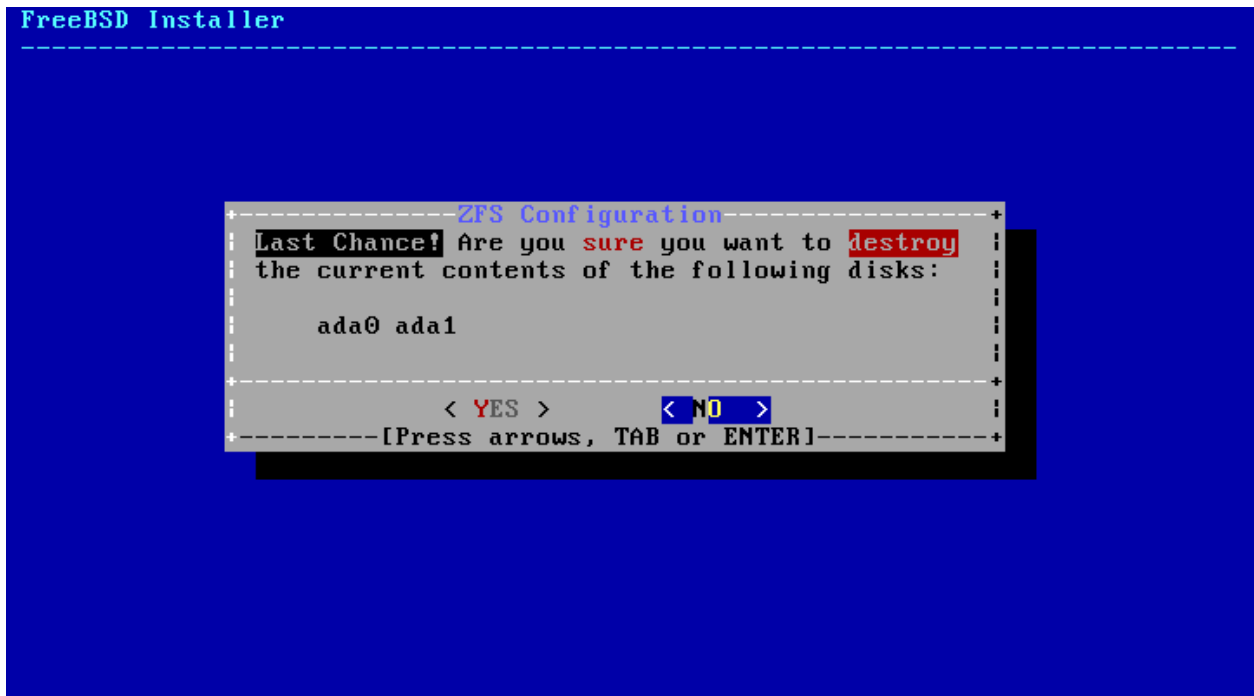 FreeBSD Installer
ZFS Configuration
Last Chance! Are you sure you want to destroy
the current contents of the following disks:
ada0 ada1
< YES > < NO >
[Press arrows, TAB or ENTER]